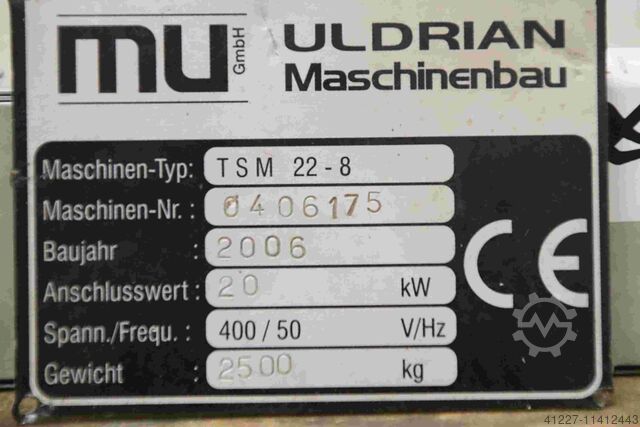 mu GmbH ULDRIAN
Maschinenbau
Maschinen-Typ: TSM 22-8
Maschinen-Nr.: 0406175
Baujahr : 2006
Anschlusswert : 20 kW
Spann./Frequ. : 400/50 V/Hz
Gewicht : 2500 kg
CE
41227-11412443